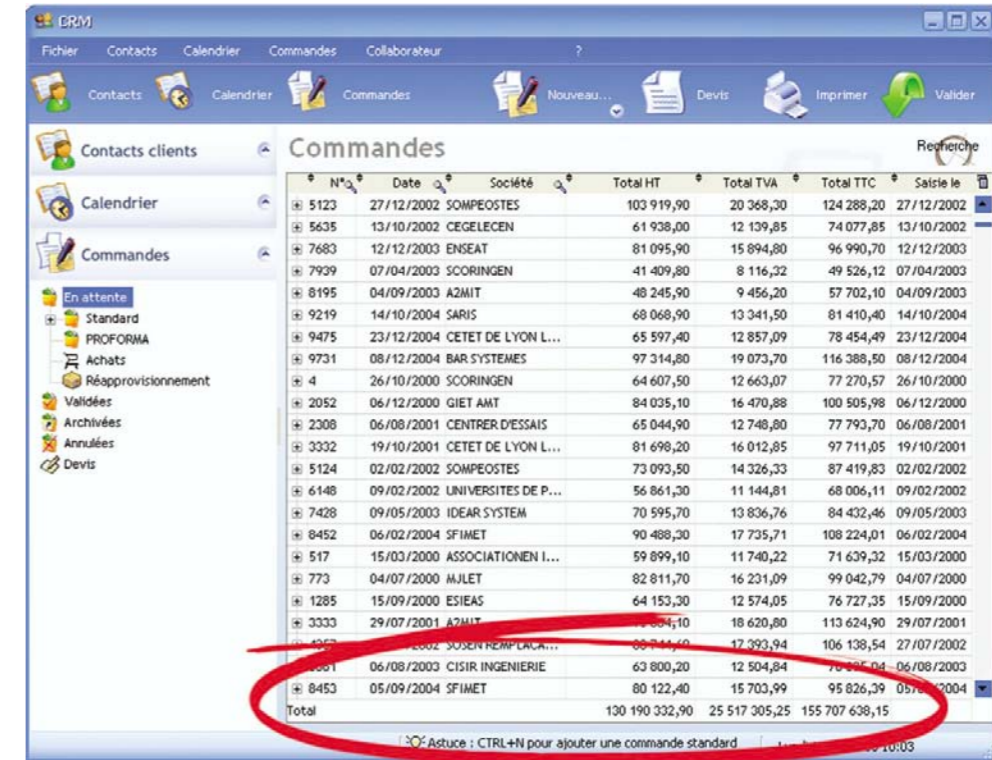 CRM
Fichier Contacts Calendrier Commandes Collaborateur ?
Contacts Calendrier Commandes Nouveau... Devis Imprimer Valider
Contacts clients
Calendrier
Commandes
En attente
Standard
PROFORMA
Achats
Réapprovisionnement
Validées
Archivées
Annulées
Devis
Commandes Recherche
N° Date Société Total HT Total TVA Total TTC Saisie le
5123 27/12/2002 SOMPEOSTES 103 919,90 20 368,30 124 288,20 27/12/2002
5635 13/10/2002 CEGELECEN 61 938,00 12 139,85 74 077,85 13/10/2002
7683 12/12/2003 ENSEAT 81 095,90 15 894,80 96 990,70 12/12/2003
7939 07/04/2003 SCORINGEN 41 409,80 8 116,32 49 526,12 07/04/2003
8195 04/09/2003 A2MIT 48 245,90 9 456,20 57 702,10 04/09/2003
9219 14/10/2004 SARIS 68 068,90 13 341,50 81 410,40 14/10/2004
9475 23/12/2004 CETET DE LYON L... 65 597,40 12 857,09 78 454,49 23/12/2004
9731 08/12/2004 BAR SYSTEMES 97 314,80 19 073,70 116 388,50 08/12/2004
4 26/10/2000 SCORINGEN 64 607,50 12 663,07 77 270,57 26/10/2000
2052 06/12/2000 GIET AMT 84 035,10 16 470,88 100 505,98 06/12/2000
2308 06/08/2001 CENTRER D'ESSAIS 65 044,90 12 748,80 77 793,70 06/08/2001
3332 19/10/2001 CETET DE LYON L... 81 698,20 16 012,85 97 711,05 19/10/2001
5124 02/02/2002 SOMPEOSTES 73 093,50 14 326,33 87 419,83 02/02/2002
6148 09/02/2002 UNIVERSITES DE P... 56 861,30 11 144,81 68 006,11 09/02/2002
7428 09/05/2003 IDEAR SYSTEM 70 595,70 13 836,76 84 432,46 09/05/2003
8452 06/02/2004 SFIMET 90 488,30 17 735,71 108 224,01 06/02/2004
517 15/03/2000 ASSOCIATIONEN I... 59 899,10 11 740,22 71 639,32 15/03/2000
773 04/07/2000 MJLET 82 811,70 16 231,09 99 042,79 04/07/2000
1285 15/09/2000 ESIEAS 64 153,30 12 574,05 76 727,35 15/09/2000
3333 29/07/2001 A2MIT 18 620,80 113 624,90 29/07/2001
SOSEN REMPLACA... 17 393,94 106 138,54 27/07/2002
06/08/2003 CISIR INGENIERIE 63 800,20 12 504,84 06/08/2003
8453 05/09/2004 SFIMET 80 122,40 15 703,99 95 826,39
Total 130 190 332,90 25 517 305,25 155 707 638,15
Astuce : CTRL+N pour ajouter une commande standard